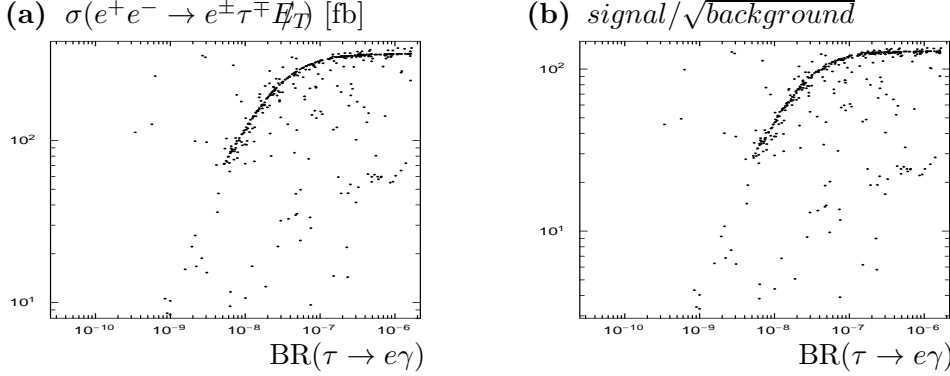 (a) σ(e⁺e⁻ → e^±τ^∓E̸_T) [fb]
10²
10¹
10⁻¹⁰ 10⁻⁹ 10⁻⁸ 10⁻⁷ 10⁻⁶
BR(τ → eγ)
(b) signal/√background
10²
10¹
10⁻¹⁰ 10⁻⁹ 10⁻⁸ 10⁻⁷ 10⁻⁶
BR(τ → eγ)